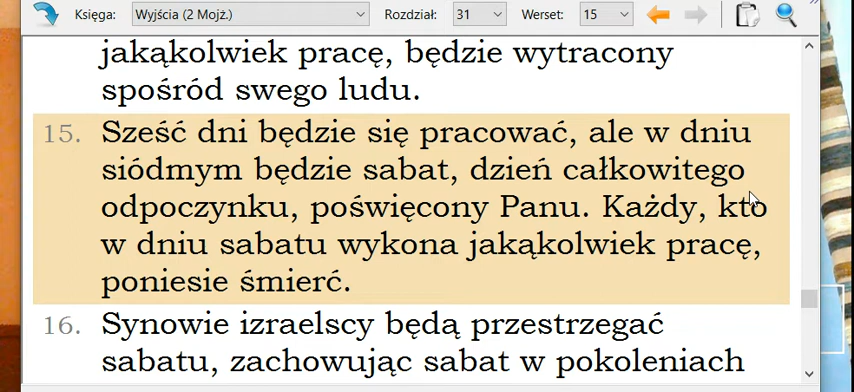 Księga: Wyjścia (2 Mojż.) Rozdział: 31 Werset: 15
jakąkolwiek pracę, będzie wytracony
spośród swego ludu.
15. Sześć dni będzie się pracować, ale w dniu
siódmym będzie sabat, dzień całkowitego
odpoczynku, poświęcony Panu. Każdy, kto
w dniu sabatu wykona jakąkolwiek pracę,
poniesie śmierć.
16. Synowie izraelscy będą przestrzegać
sabatu, zachowując sabat w pokoleniach